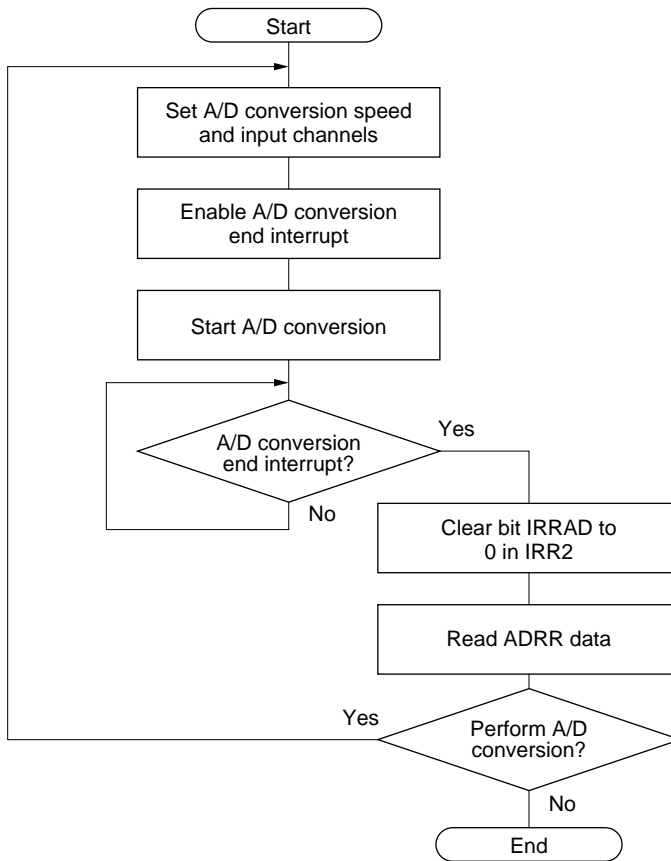 Start
Set A/D conversion speed
and input channels
Enable A/D conversion
end interrupt
Start A/D conversion
A/D conversion
end interrupt?
Yes
No
Clear bit IRRAD to
0 in IRR2
Read ADRR data
Yes
Perform A/D
conversion?
No
End